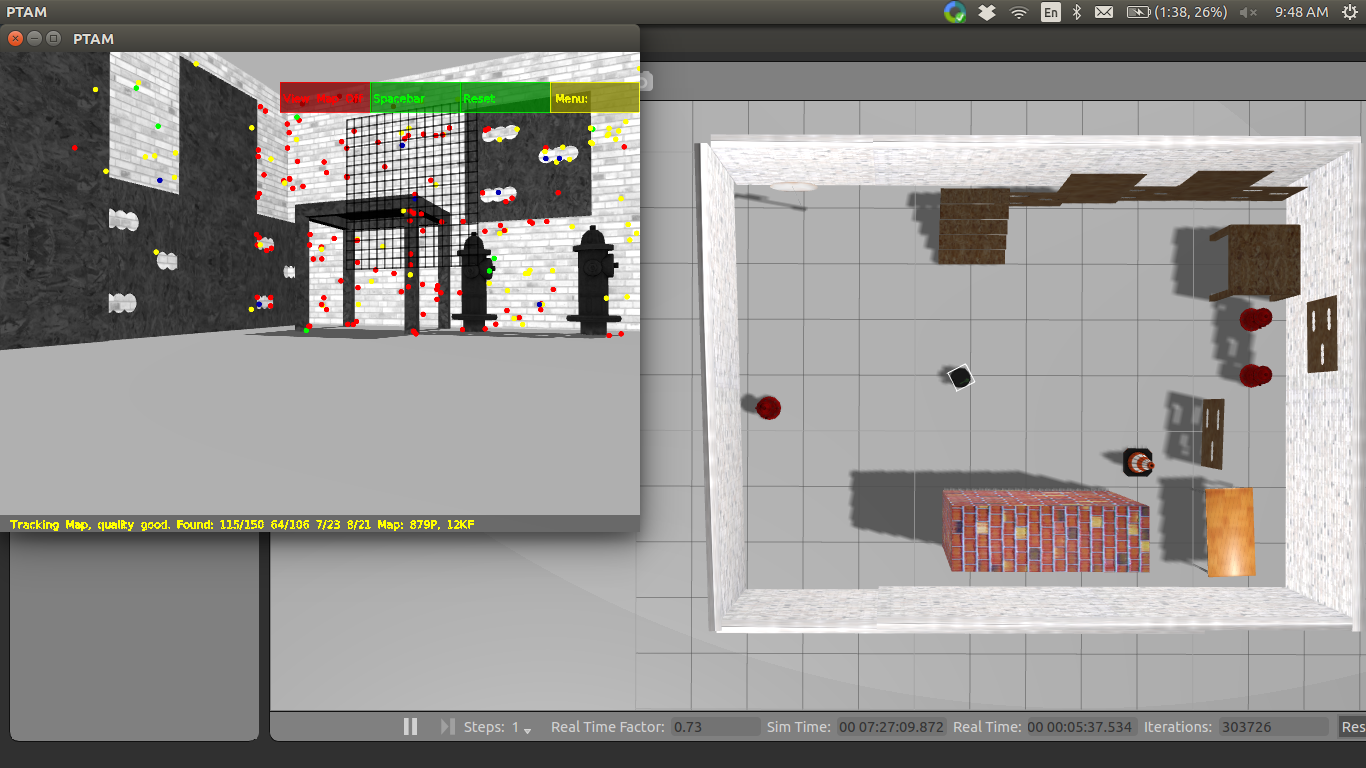 PTAM
En
(1:38, 26%)
9:48 AM
PTAM
View Map: Off
Spacebar
Reset
Menu:
Tracking Map, quality good. Found: 115/150 64/106 7/23 8/21 Map: 879P, 12KF
Steps: 1
Real Time Factor: 0.73
Sim Time: 00 07:27:09.872
Real Time: 00 00:05:37.534
Iterations: 303726
Res